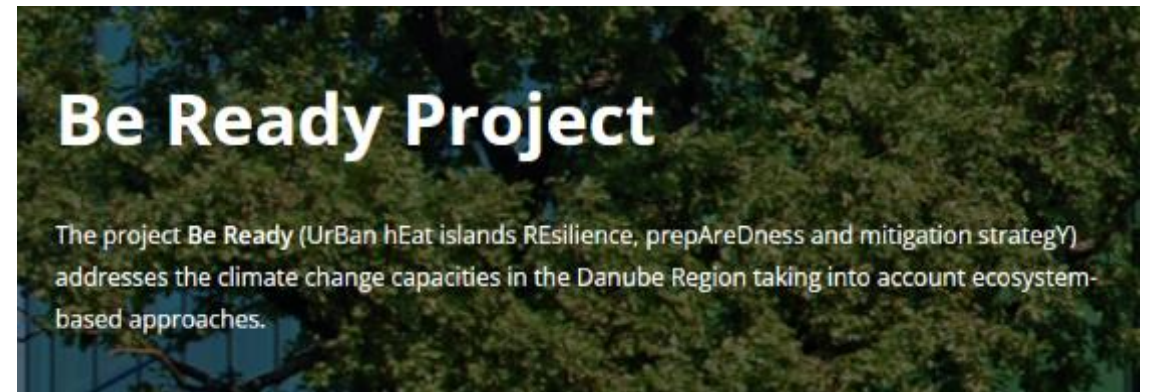 Be Ready Project
The project Be Ready (UrBan hEat islands REsilience, prepAreDness and mitigation strategY)
addresses the climate change capacities in the Danube Region taking into account ecosystem-
based approaches.